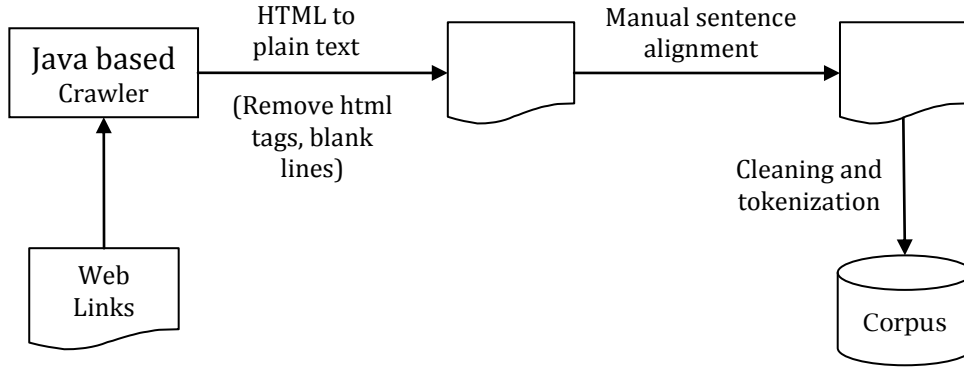 Java based
Crawler
HTML to
plain text
(Remove html
tags, blank
lines)
Manual sentence
alignment
Cleaning and
tokenization
Web
Links
Corpus